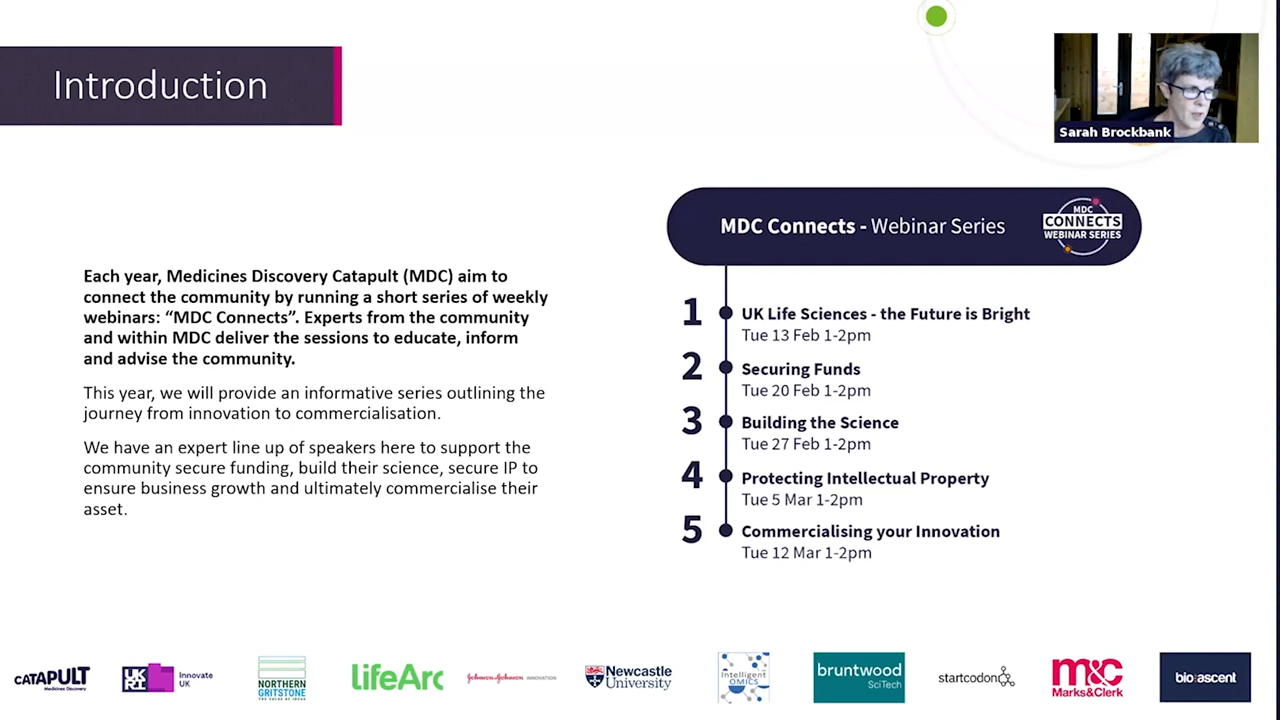 Introduction
Sarah Brockbank
Each year, Medicines Discovery Catapult (MDC) aim to
connect the community by running a short series of weekly
webinars: “MDC Connects”. Experts from the community
and within MDC deliver the sessions to educate, inform
and advise the community.
This year, we will provide an informative series outlining the
journey from innovation to commercialisation.
We have an expert line up of speakers here to support the
community secure funding, build their science, secure IP to
ensure business growth and ultimately commercialise their
asset.
MDC Connects - Webinar Series
MDC
CONNECTS
WEBINAR SERIES
1 UK Life Sciences - the Future is Bright
Tue 13 Feb 1-2pm
2 Securing Funds
Tue 20 Feb 1-2pm
3 Building the Science
Tue 27 Feb 1-2pm
4 Protecting Intellectual Property
Tue 5 Mar 1-2pm
5 Commercialising your Innovation
Tue 12 Mar 1-2pm
CATAPULT
Medicines Discovery
UK
RI
Innovate
UK
NORTHERN
GRITSTONE
THE VALUE OF IDEAS
lifeArc
Johnson & Johnson INNOVATION
Newcastle
University
Intelligent
OMICS
bruntwood
SciTech
startcodon
m&c
Marks&Clerk
bio:ascent